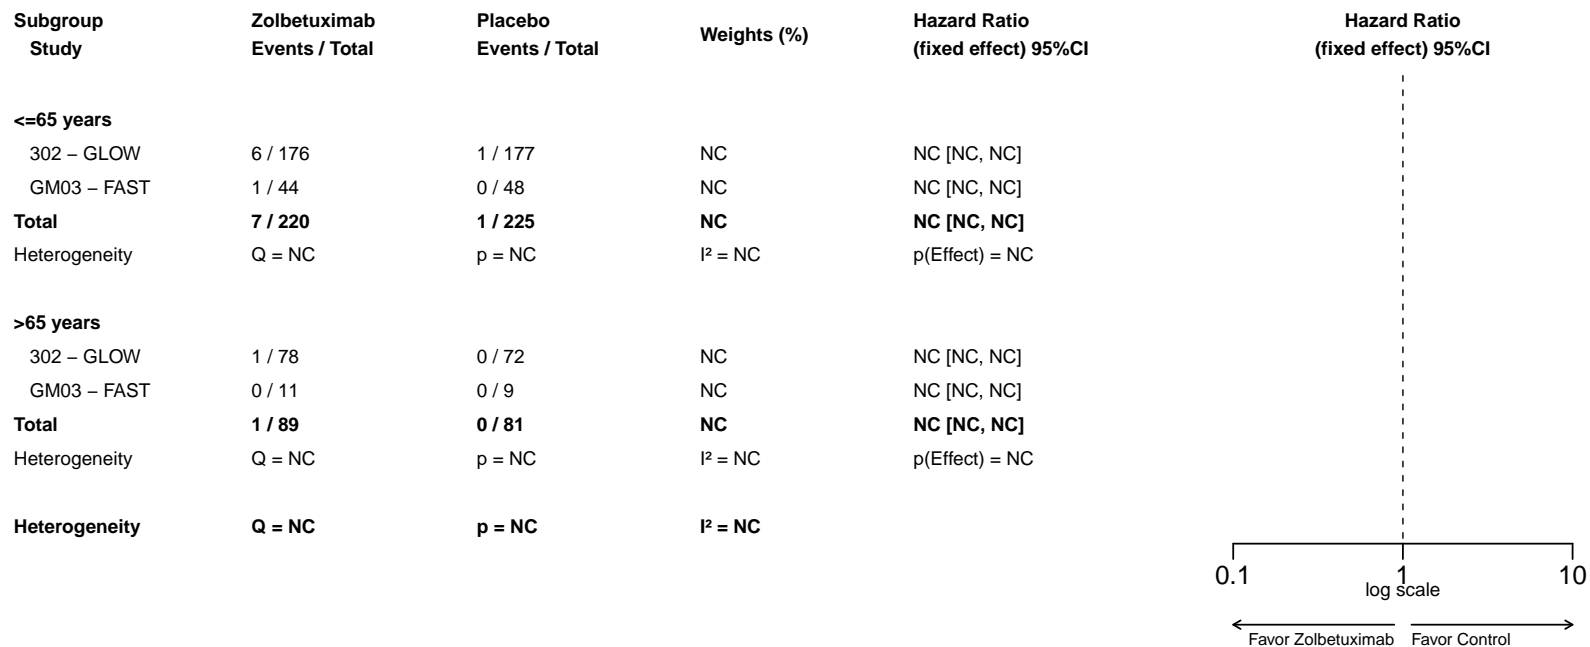 Subgroup Zolbetuximab Placebo Weights (%) Hazard Ratio Hazard Ratio
Study Events / Total Events / Total (fixed effect) 95%CI (fixed effect) 95%CI
<=65 years
302 – GLOW 6 / 176 1 / 177 NC NC [NC, NC]
GM03 – FAST 1 / 44 0 / 48 NC NC [NC, NC]
Total 7 / 220 1 / 225 NC NC [NC, NC]
Heterogeneity Q = NC p = NC I² = NC p(Effect) = NC
>65 years
302 – GLOW 1 / 78 0 / 72 NC NC [NC, NC]
GM03 – FAST 0 / 11 0 / 9 NC NC [NC, NC]
Total 1 / 89 0 / 81 NC NC [NC, NC]
Heterogeneity Q = NC p = NC I² = NC p(Effect) = NC
Heterogeneity Q = NC p = NC I² = NC
0.1 1 10
log scale
Favor Zolbetuximab Favor Control